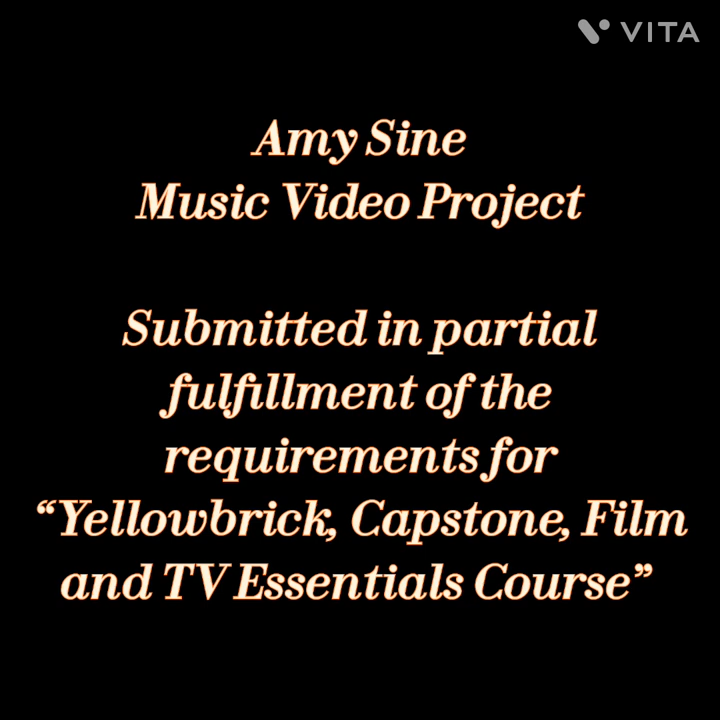 VITA
Amy Sine
Music Video Project
Submitted in partial
fulfillment of the
requirements for
“Yellowbrick, Capstone, Film
and TV Essentials Course”